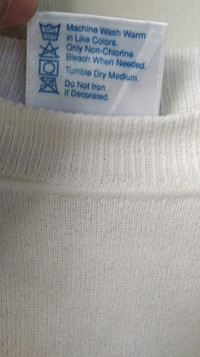 Machine Wash Warm
in Like Colors.
Only Non-Chlorine
Bleach When Needed.
Tumble Dry Medium.
Do Not Iron
If Decorated.